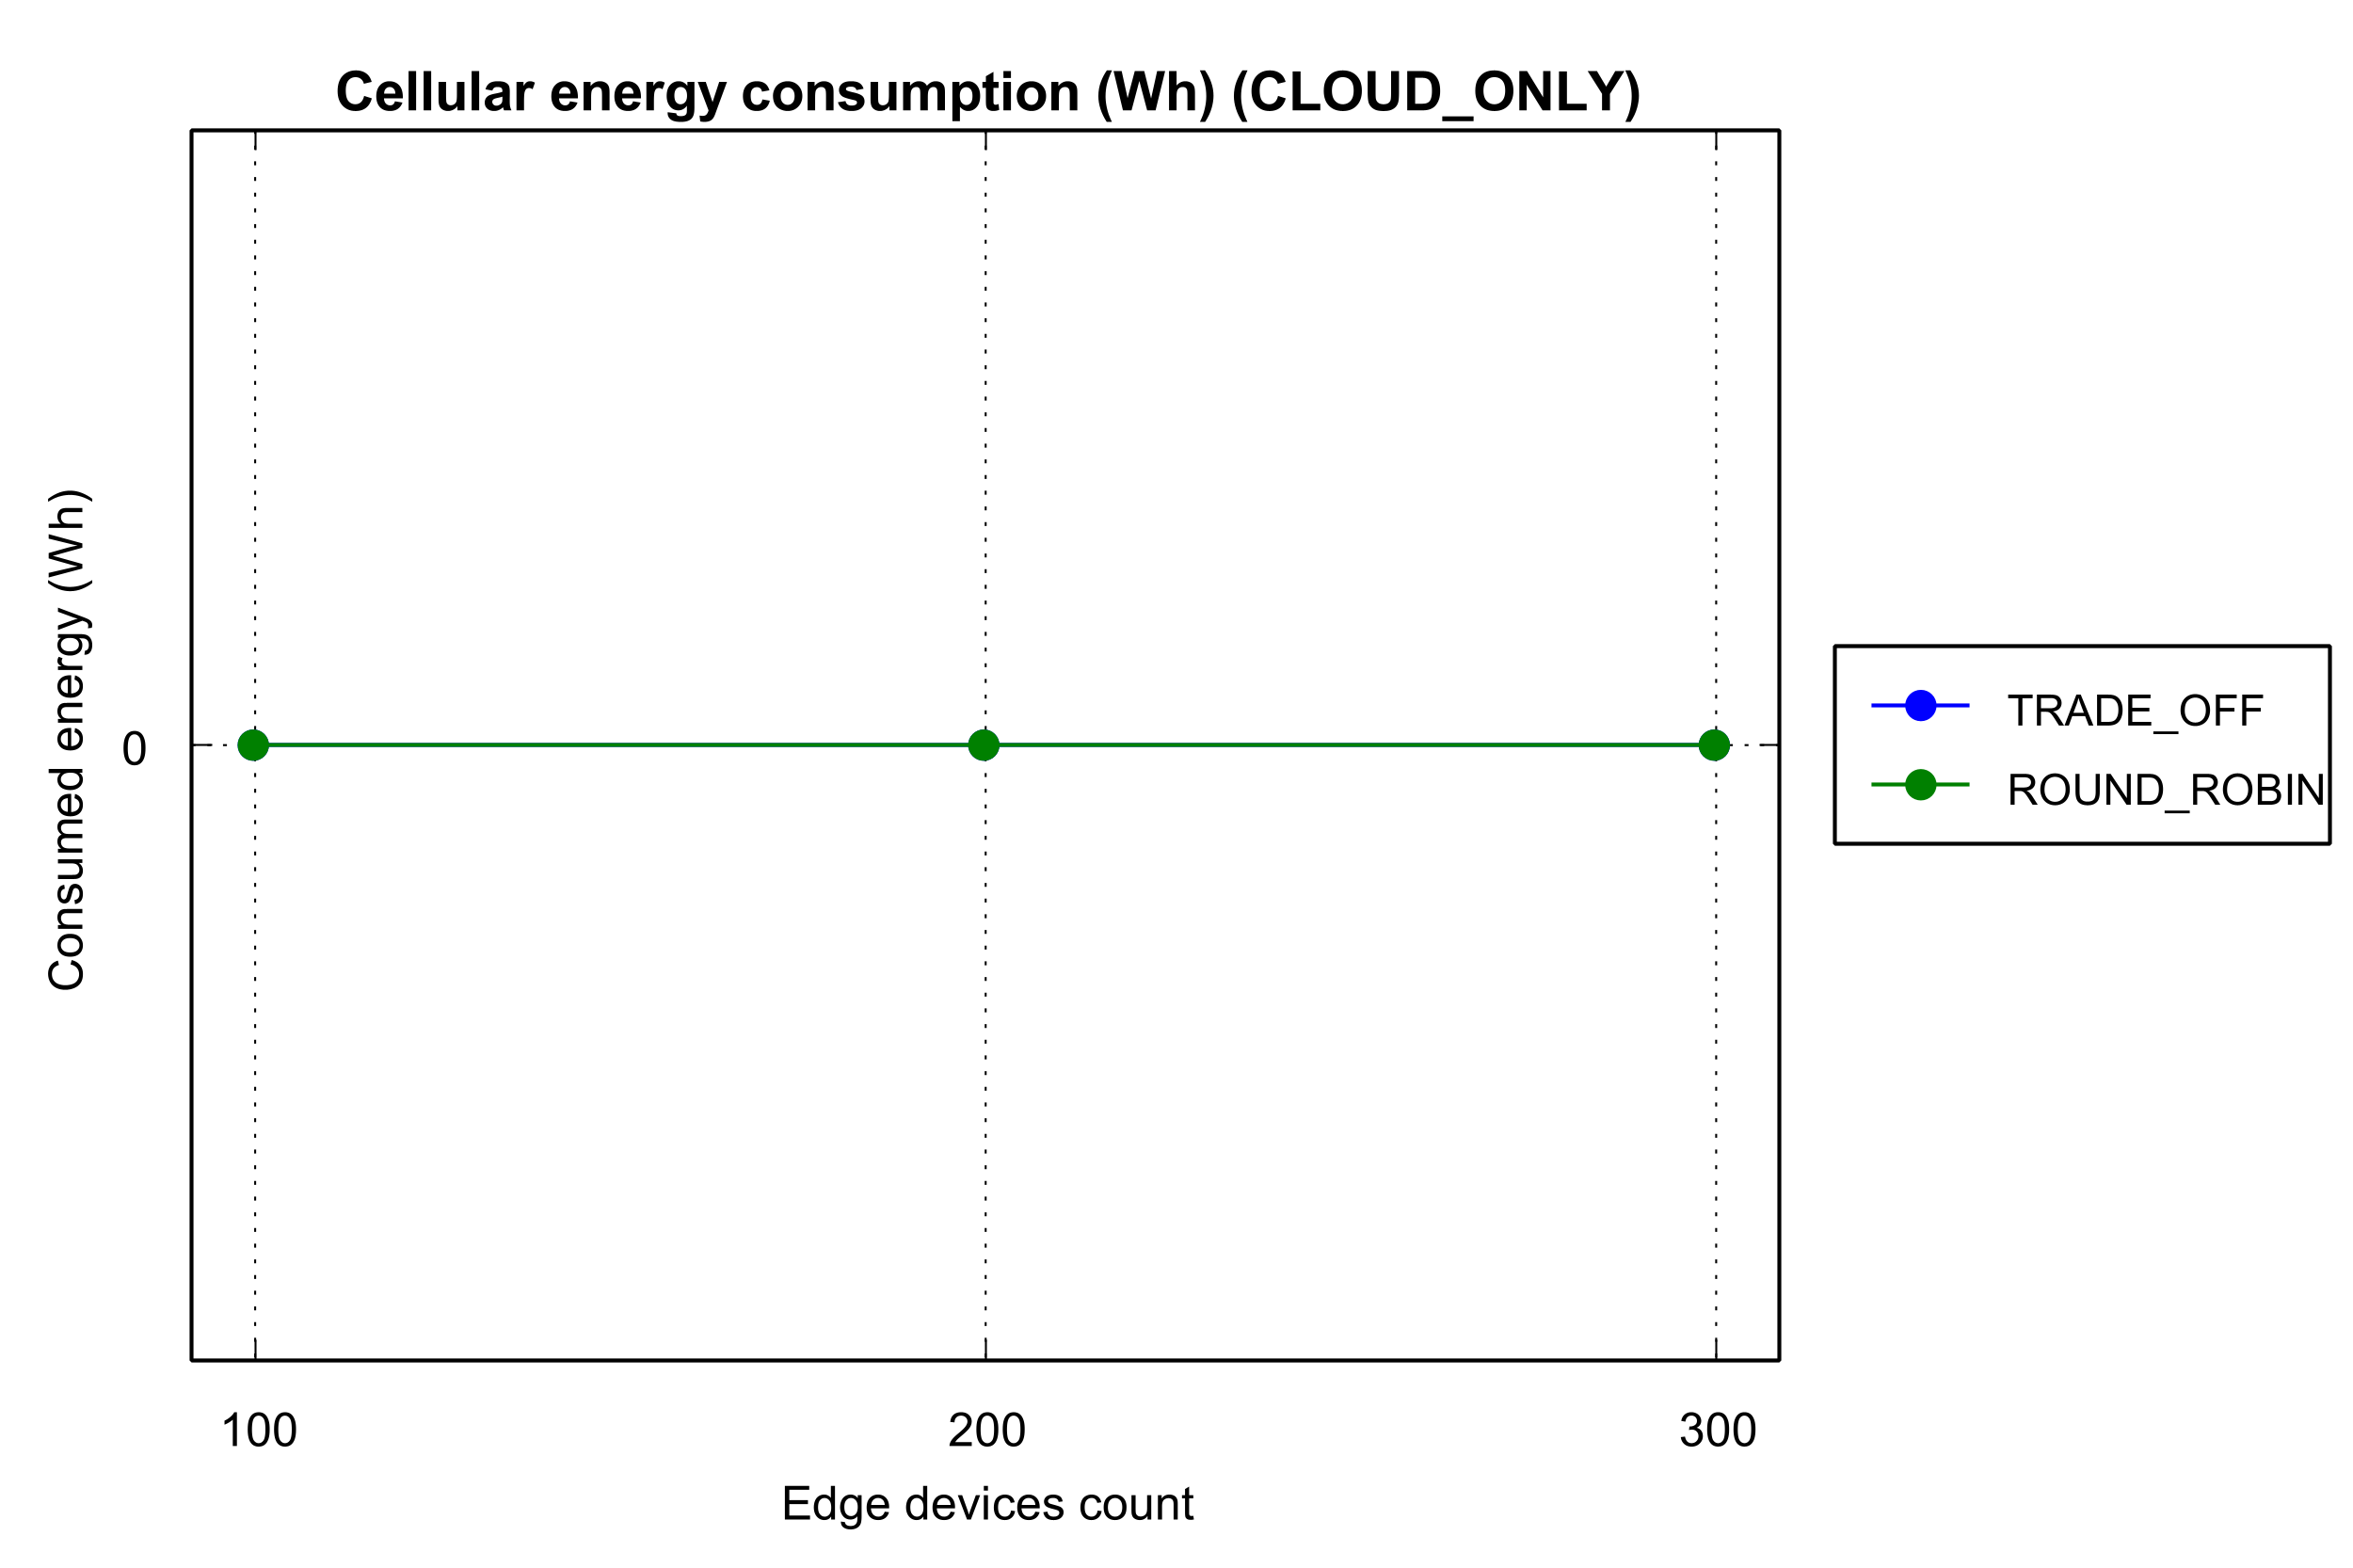 Cellular energy consumption (Wh) (CLOUD_ONLY)
Consumed energy (Wh)
0
TRADE_OFF
ROUND_ROBIN
100 200 300
Edge devices count